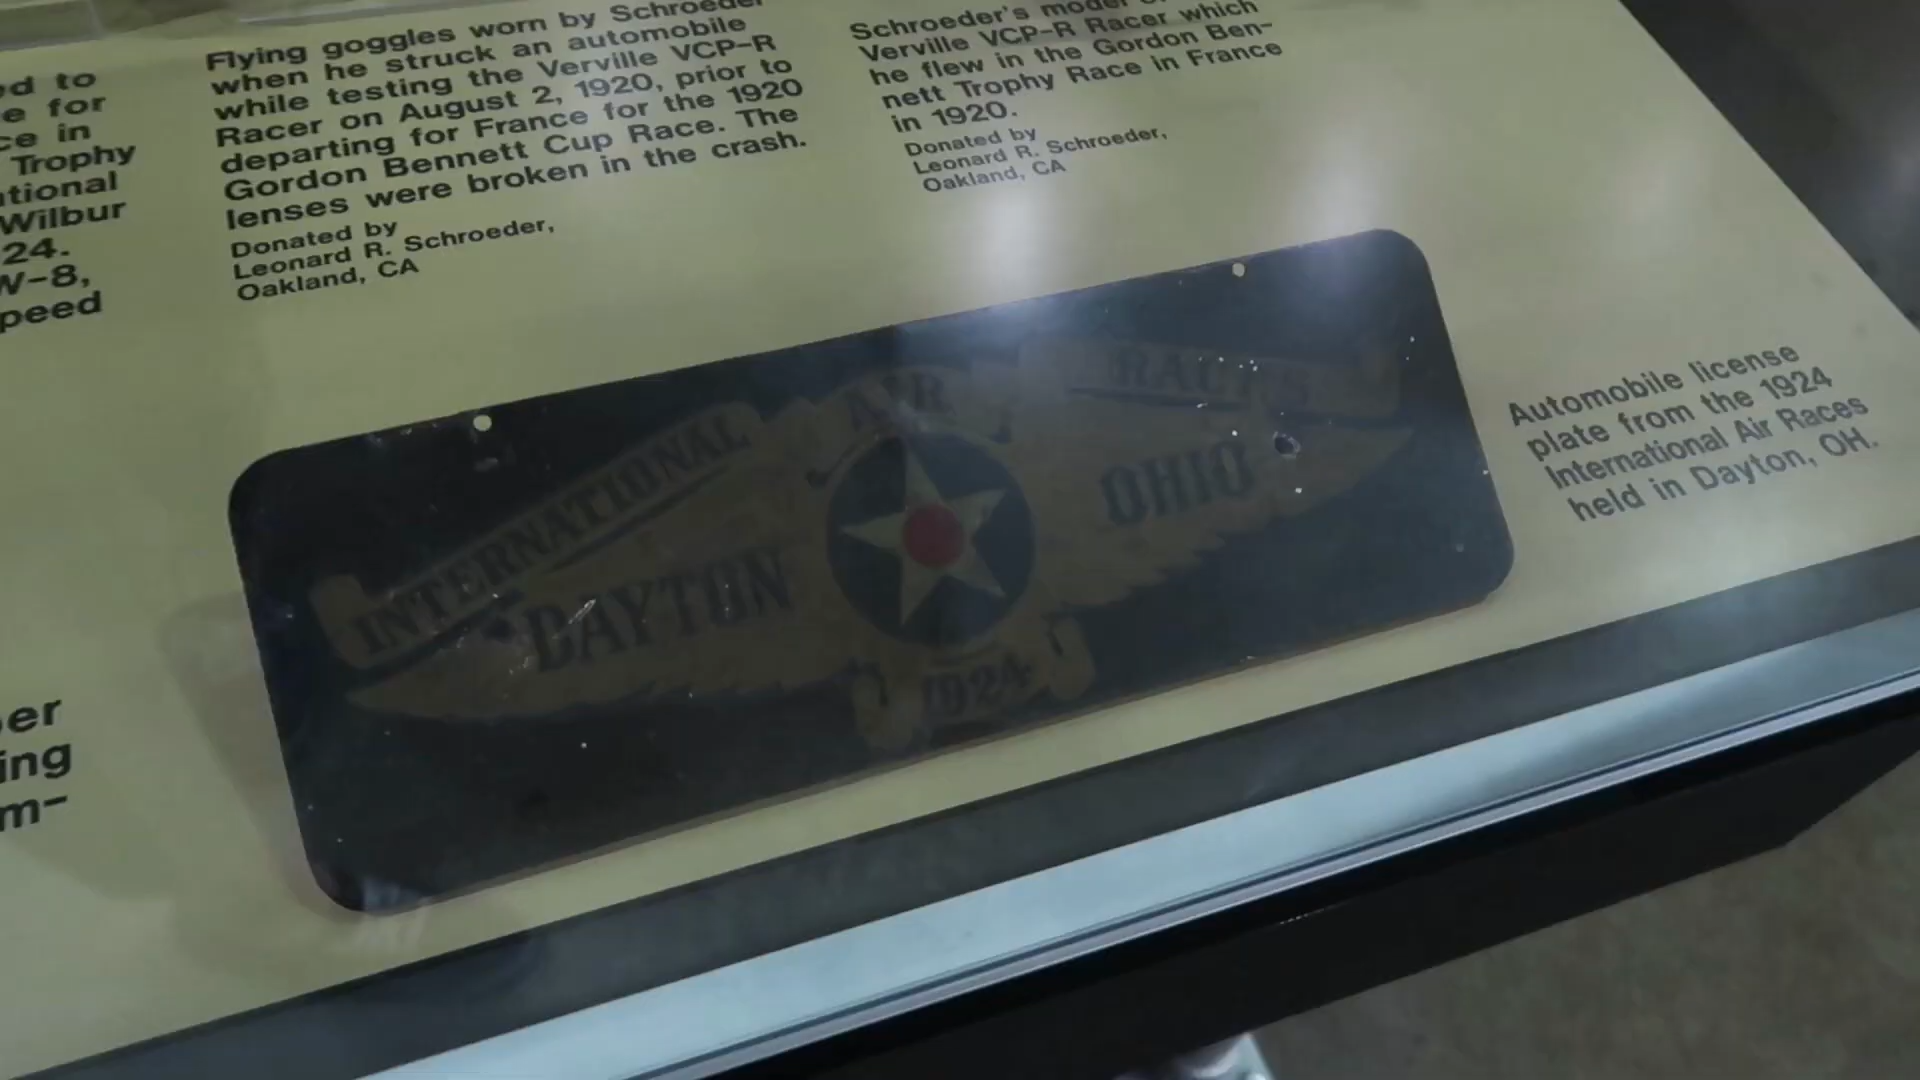 ed to
e for
ce in
Trophy
ational
Wilbur
24.
W-8,
peed
Flying goggles worn by Schroeder
when he struck an automobile
while testing the Verville VCP-R
Racer on August 2, 1920, prior to
departing for France for the 1920
Gordon Bennett Cup Race. The
lenses were broken in the crash.
Donated by
Leonard R. Schroeder,
Oakland, CA
Schroeder's model
Verville VCP-R Racer which
he flew in the Gordon Ben-
nett Trophy Race in France
in 1920.
Donated by
Leonard R. Schroeder,
Oakland, CA
INTERNATIONAL AIR RACES
DAYTON OHIO
1924
Automobile license
plate from the 1924
International Air Races
held in Dayton, OH.
er
ing
m-